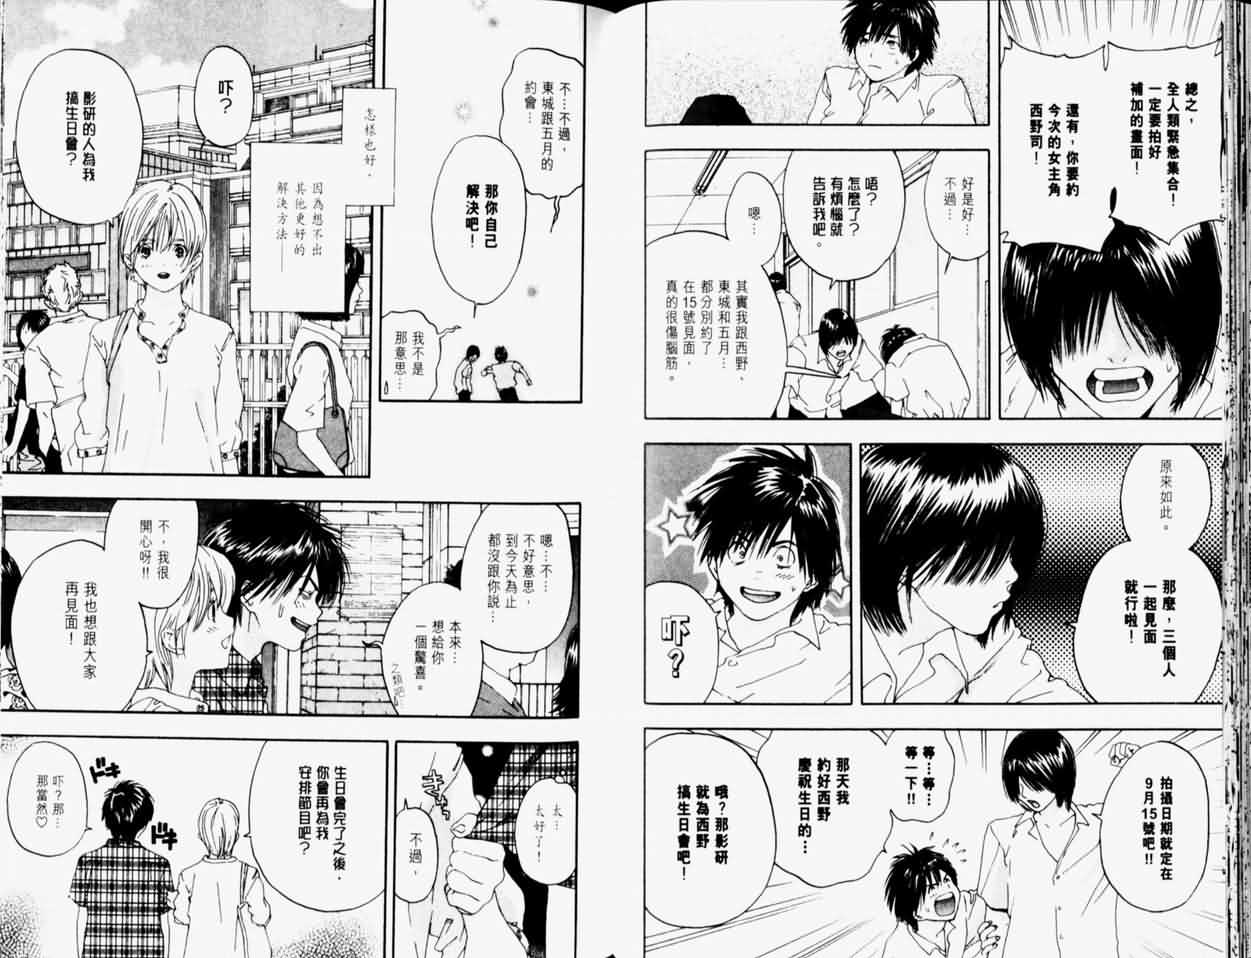 總之，
全人類緊急集合！
一定要拍好
補加的畫面！
還有，你要約
今次的女主角
西野司！
好是好…
不過…
唔？
怎麼了？
有煩惱就
告訴我吧。
嗯…
其實我跟西野、
東城和五月…
都分別約了
在15號見面，
真的很傷腦筋。
原來如此。
那麼，三個人
一起見面
就行啦！
吓？
拍攝日期就定在
9月15號吧!!
等…等…
等一下!!
那天我
約好西野
慶祝生日的…
哦？那影研
就為西野
搞生日會吧！
不…不過，
東城跟五月的
約會…
那你自己
解決吧！
我不是
那意思…
怎樣也好，
因為想不出
其他更好的
解決方法──
吓？
影研的人為我
搞生日會？
嗯…不…
不好意思，
到今天為止
都沒跟你說…
本來…
想給你
一個驚喜。
之類吧…
不，我很
開心呀!!
我也想跟大家
再見面！
太…
太好了！
ギュ
不過，
生日會完了之後，
你會再為我
安排節目吧？
ドキ
ドキ
吓？那…
那當然♡